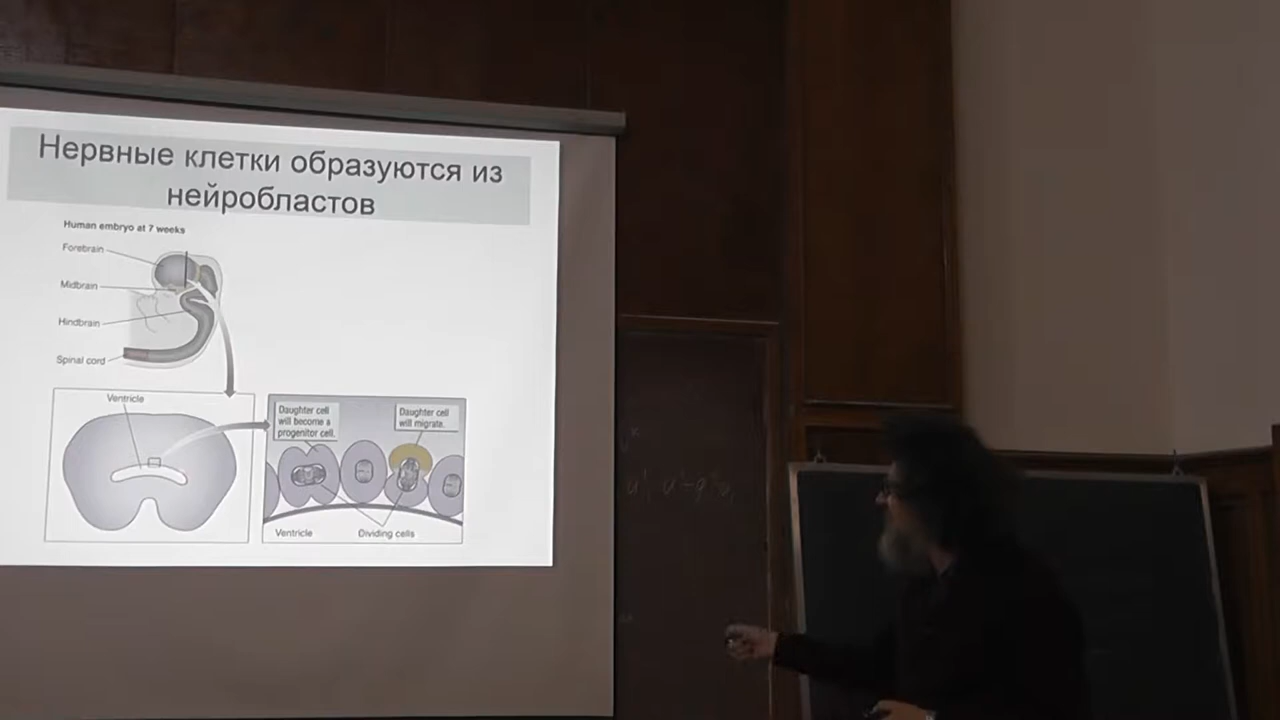 Нервные клетки образуются из
нейробластов
Human embryo at 7 weeks
Forebrain
Midbrain
Hindbrain
Spinal cord
Ventricle
Daughter cell
will become a
progenitor cell.
Daughter cell
will migrate.
Ventricle
Dividing cells